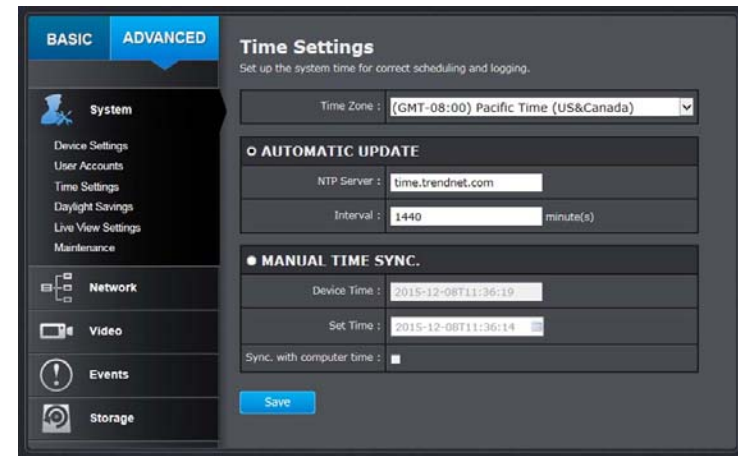 BASIC ADVANCED
System
Device Settings
User Accounts
Time Settings
Daylight Savings
Live View Settings
Maintenance
Network
Video
Events
Storage
Time Settings
Set up the system time for correct scheduling and logging.
Time Zone : (GMT-08:00) Pacific Time (US&Canada)
AUTOMATIC UPDATE
NTP Server : time.trendnet.com
Interval : 1440 minute(s)
MANUAL TIME SYNC.
Device Time : 2015-12-08T11:36:19
Set Time : 2015-12-08T11:36:14
Sync. with computer time :
Save